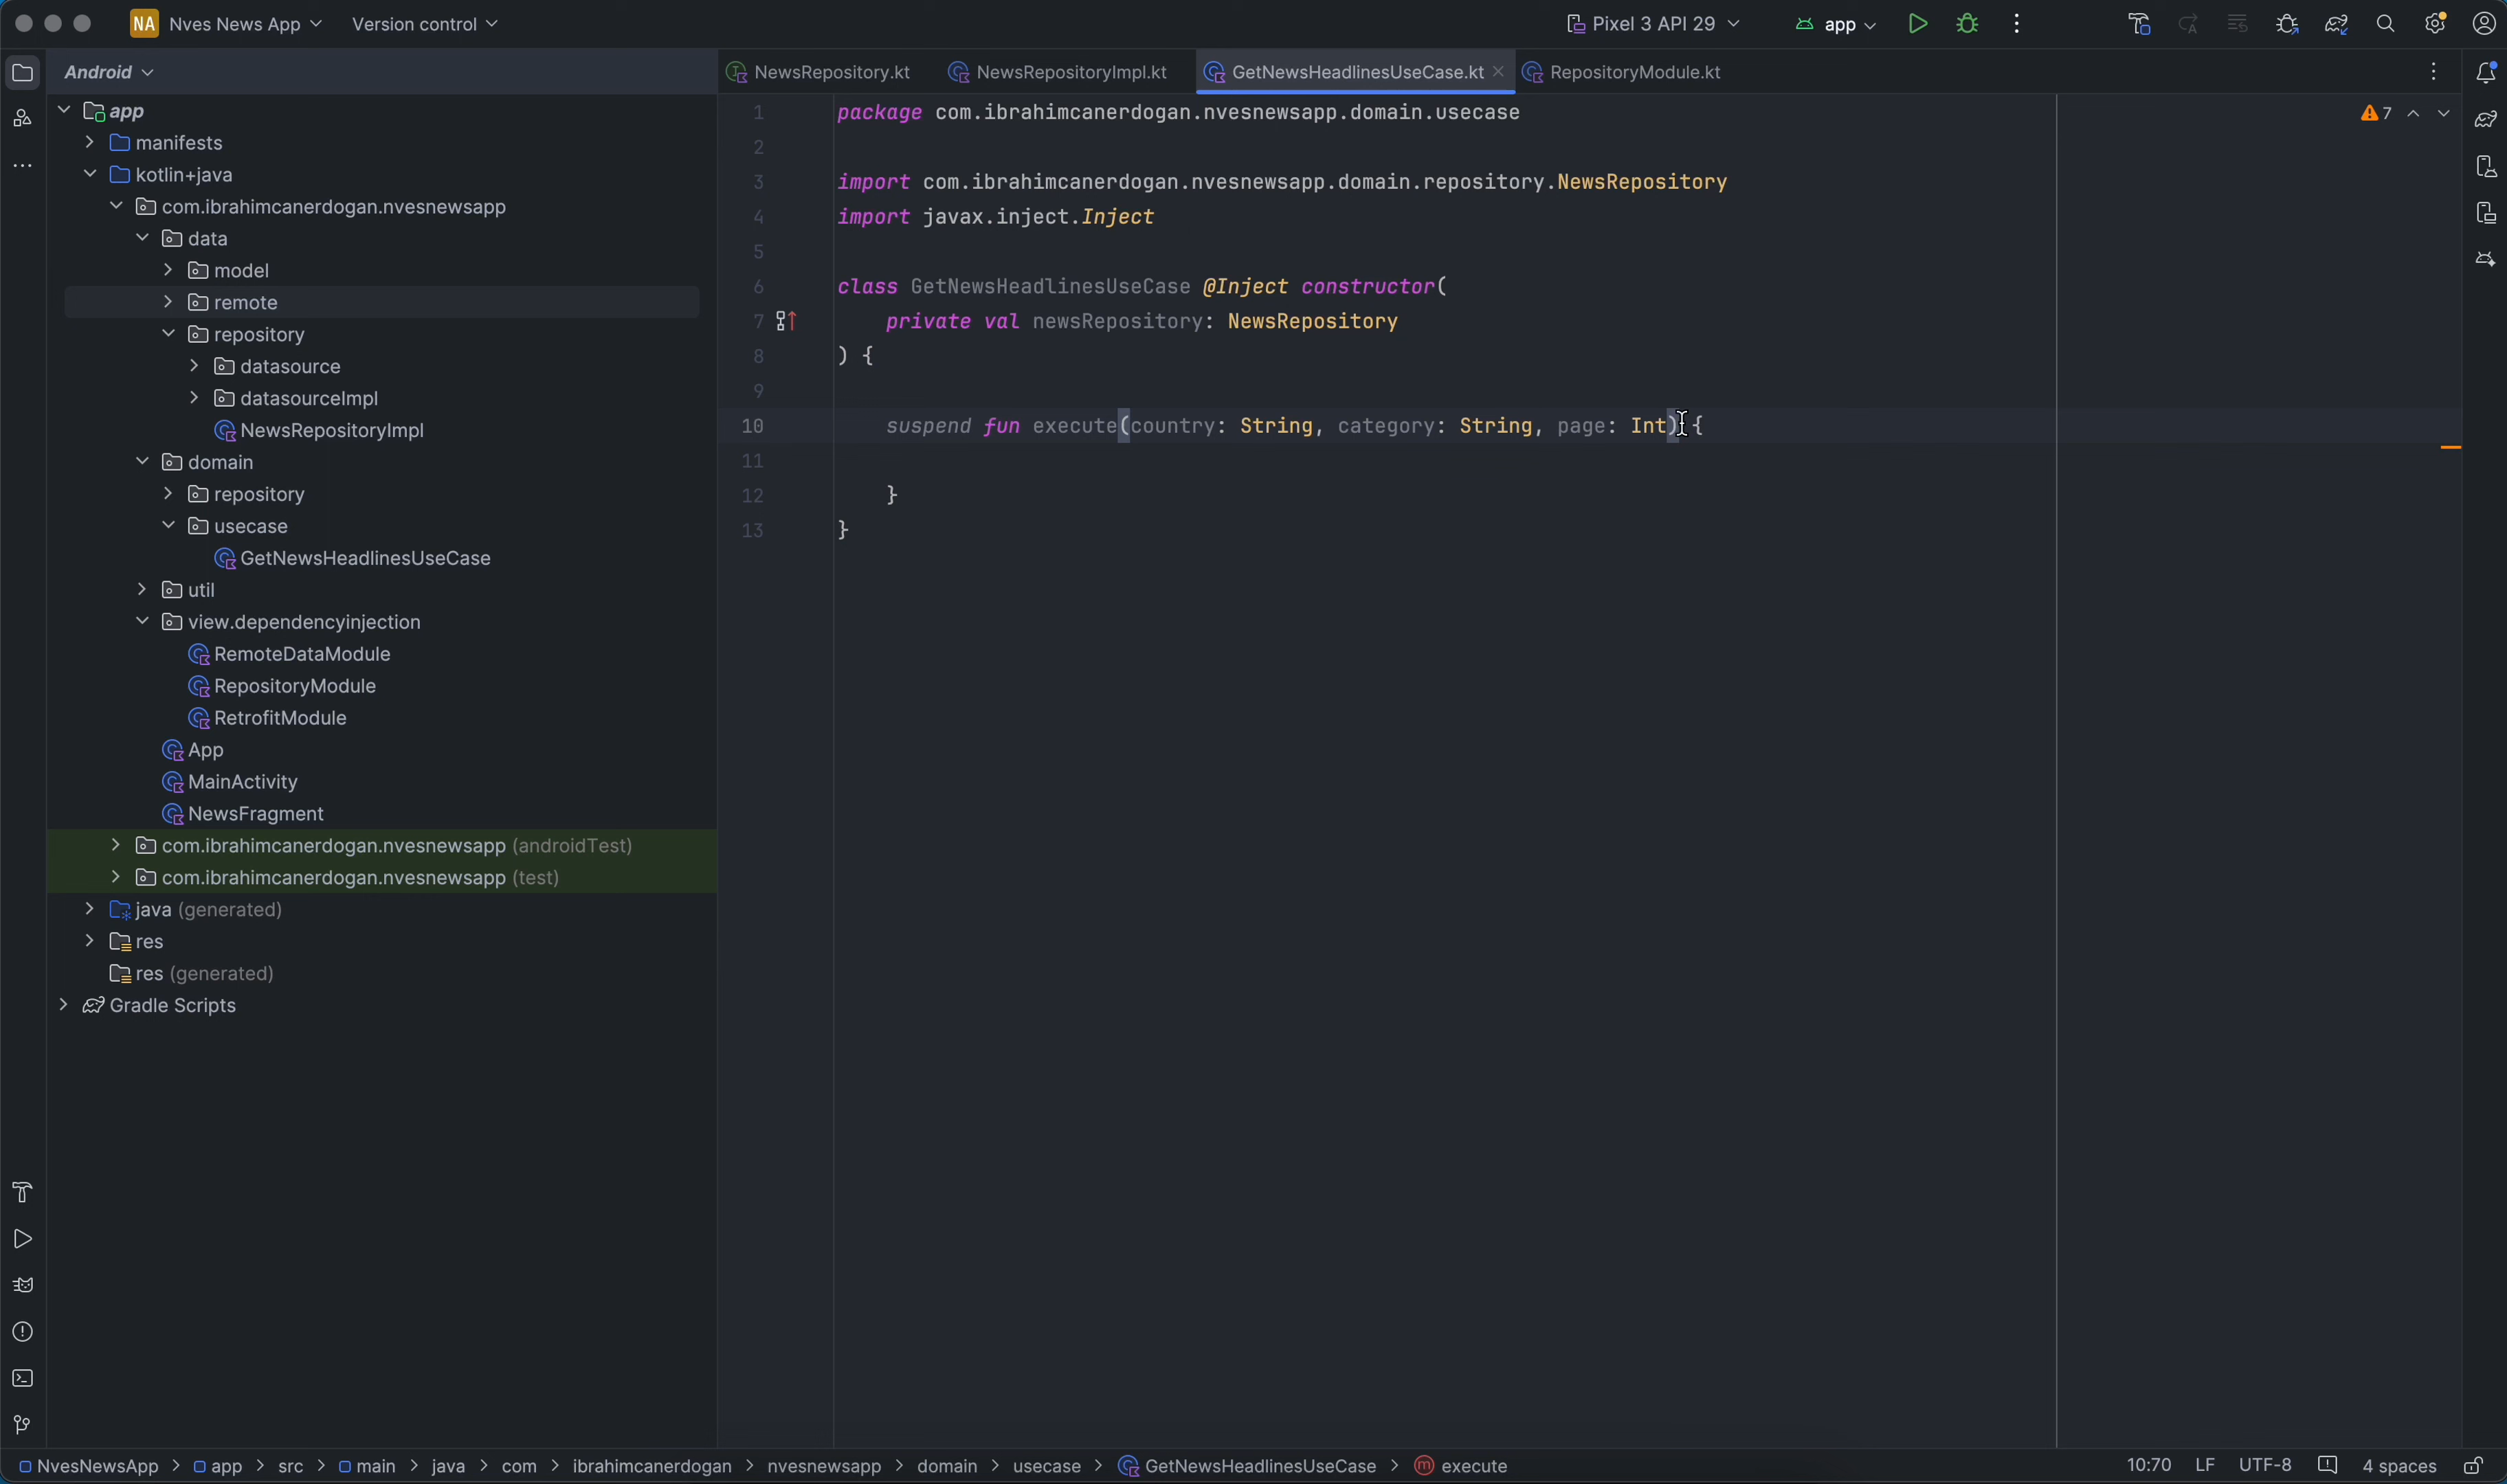 NA Nves News App Version control Pixel 3 API 29 app
Android
NewsRepository.kt NewsRepositoryImpl.kt GetNewsHeadlinesUseCase.kt RepositoryModule.kt
app
manifests
kotlin+java
com.ibrahimcanerdogan.nvesnewsapp
data
model
remote
repository
datasource
datasourceImpl
NewsRepositoryImpl
domain
repository
usecase
GetNewsHeadlinesUseCase
util
view.dependencyinjection
RemoteDataModule
RepositoryModule
RetrofitModule
App
MainActivity
NewsFragment
com.ibrahimcanerdogan.nvesnewsapp (androidTest)
com.ibrahimcanerdogan.nvesnewsapp (test)
java (generated)
res
res (generated)
Gradle Scripts
1 package com.ibrahimcanerdogan.nvesnewsapp.domain.usecase
2
3 import com.ibrahimcanerdogan.nvesnewsapp.domain.repository.NewsRepository
4 import javax.inject.Inject
5
6 class GetNewsHeadlinesUseCase @Inject constructor(
7 private val newsRepository: NewsRepository
8 ) {
9
10 suspend fun execute(country: String, category: String, page: Int) {
11
12 }
13 }
7
NvesNewsApp > app > src > main > java > com > ibrahimcanerdogan > nvesnewsapp > domain > usecase > GetNewsHeadlinesUseCase > execute
10:70 LF UTF-8 4 spaces